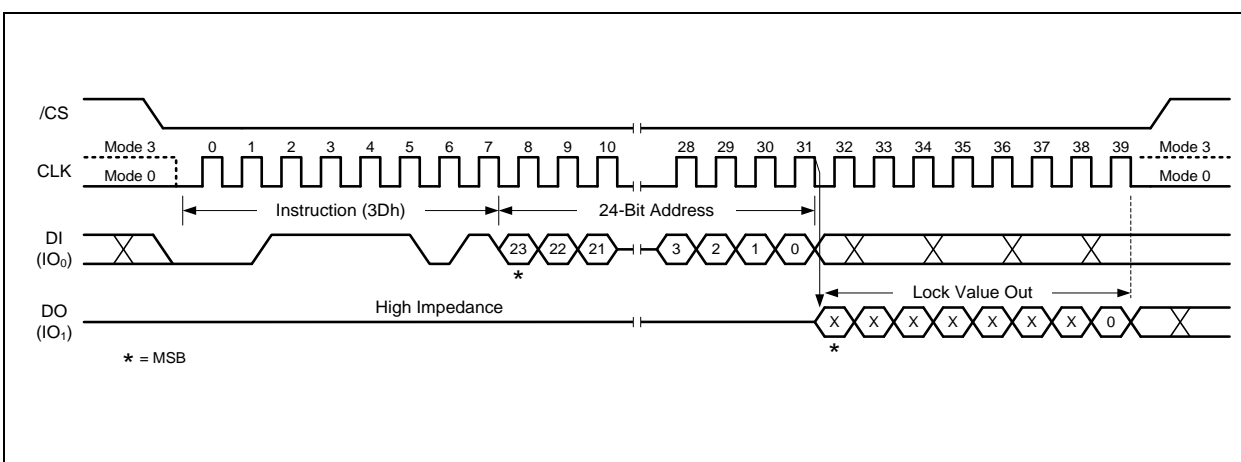 /CS
Mode 3 0 1 2 3 4 5 6 7 8 9 10 28 29 30 31 32 33 34 35 36 37 38 39 Mode 3
CLK
Mode 0 Mode 0
Instruction (3Dh) 24-Bit Address
DI
(IO₀)
23 22 21 3 2 1 0
*
High Impedance
Lock Value Out
DO
(IO₁)
X X X X X X X 0
*
* = MSB